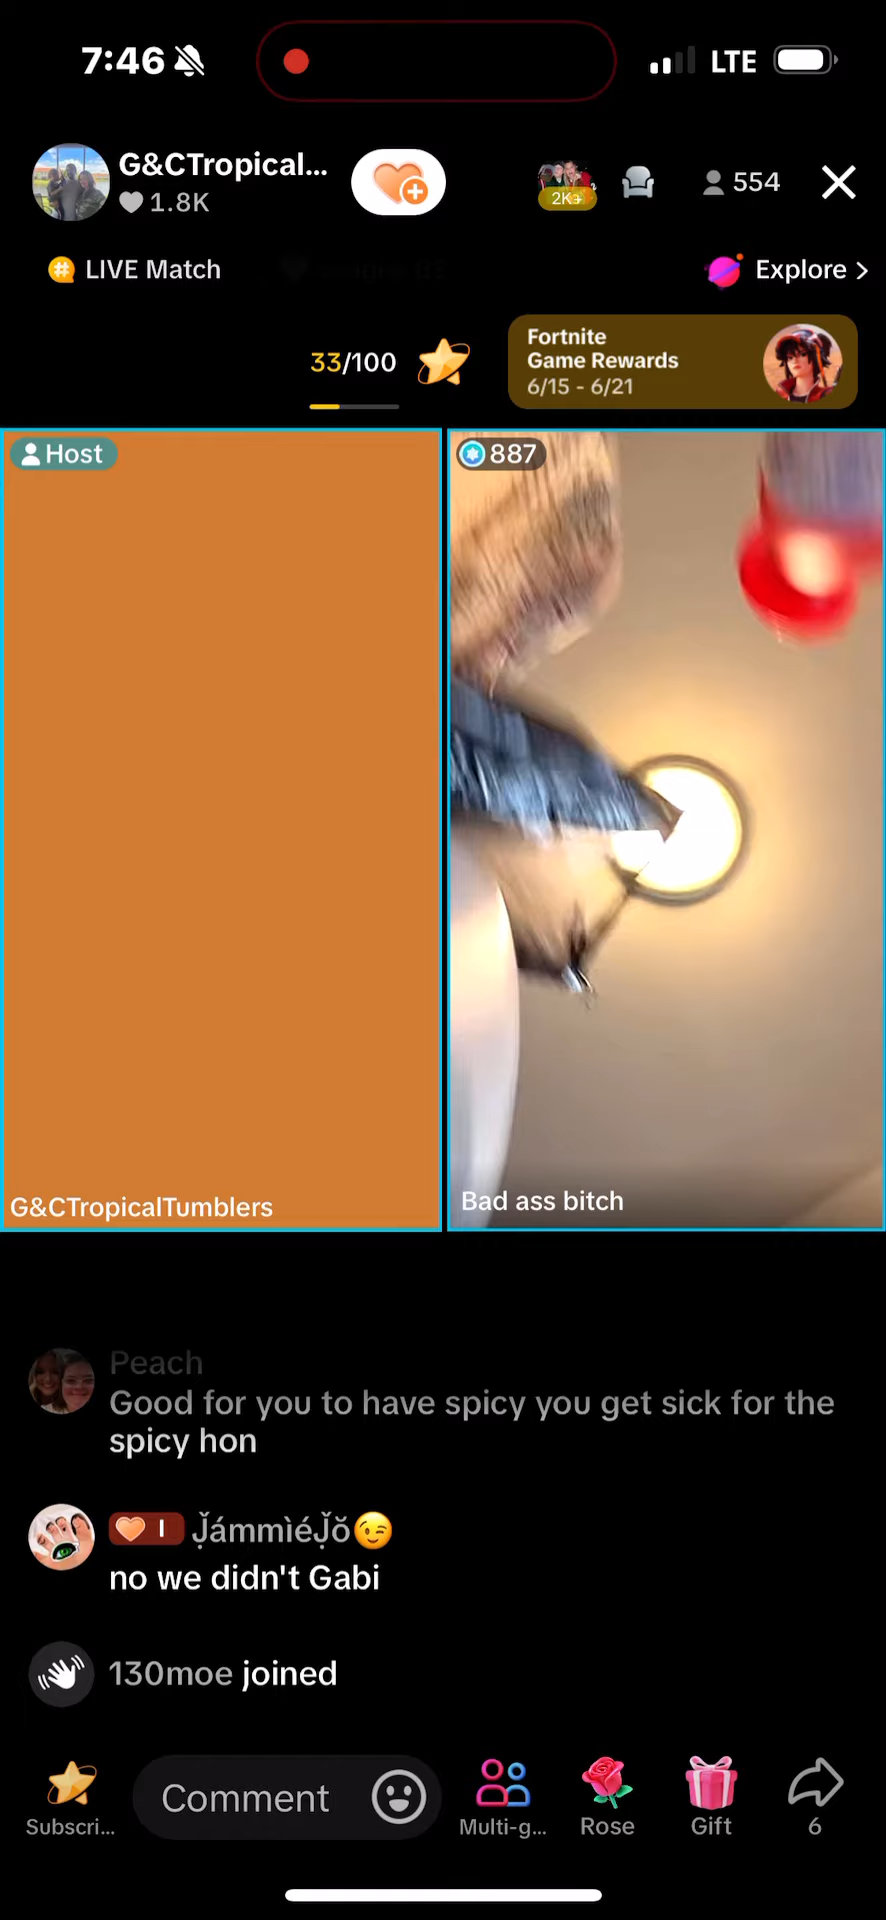 7:46 LTE
G&CTropical...
1.8K
2K+
554
LIVE Match
Explore >
33/100
Fortnite
Game Rewards
6/15 - 6/21
Host
887
G&CTropicalTumblers
Bad ass bitch
Peach
Good for you to have spicy you get sick for the
spicy hon
I J̌ámmìéJ̌ǒ😉
no we didn't Gabi
130moe joined
Comment
Subscri... Multi-g... Rose Gift 6